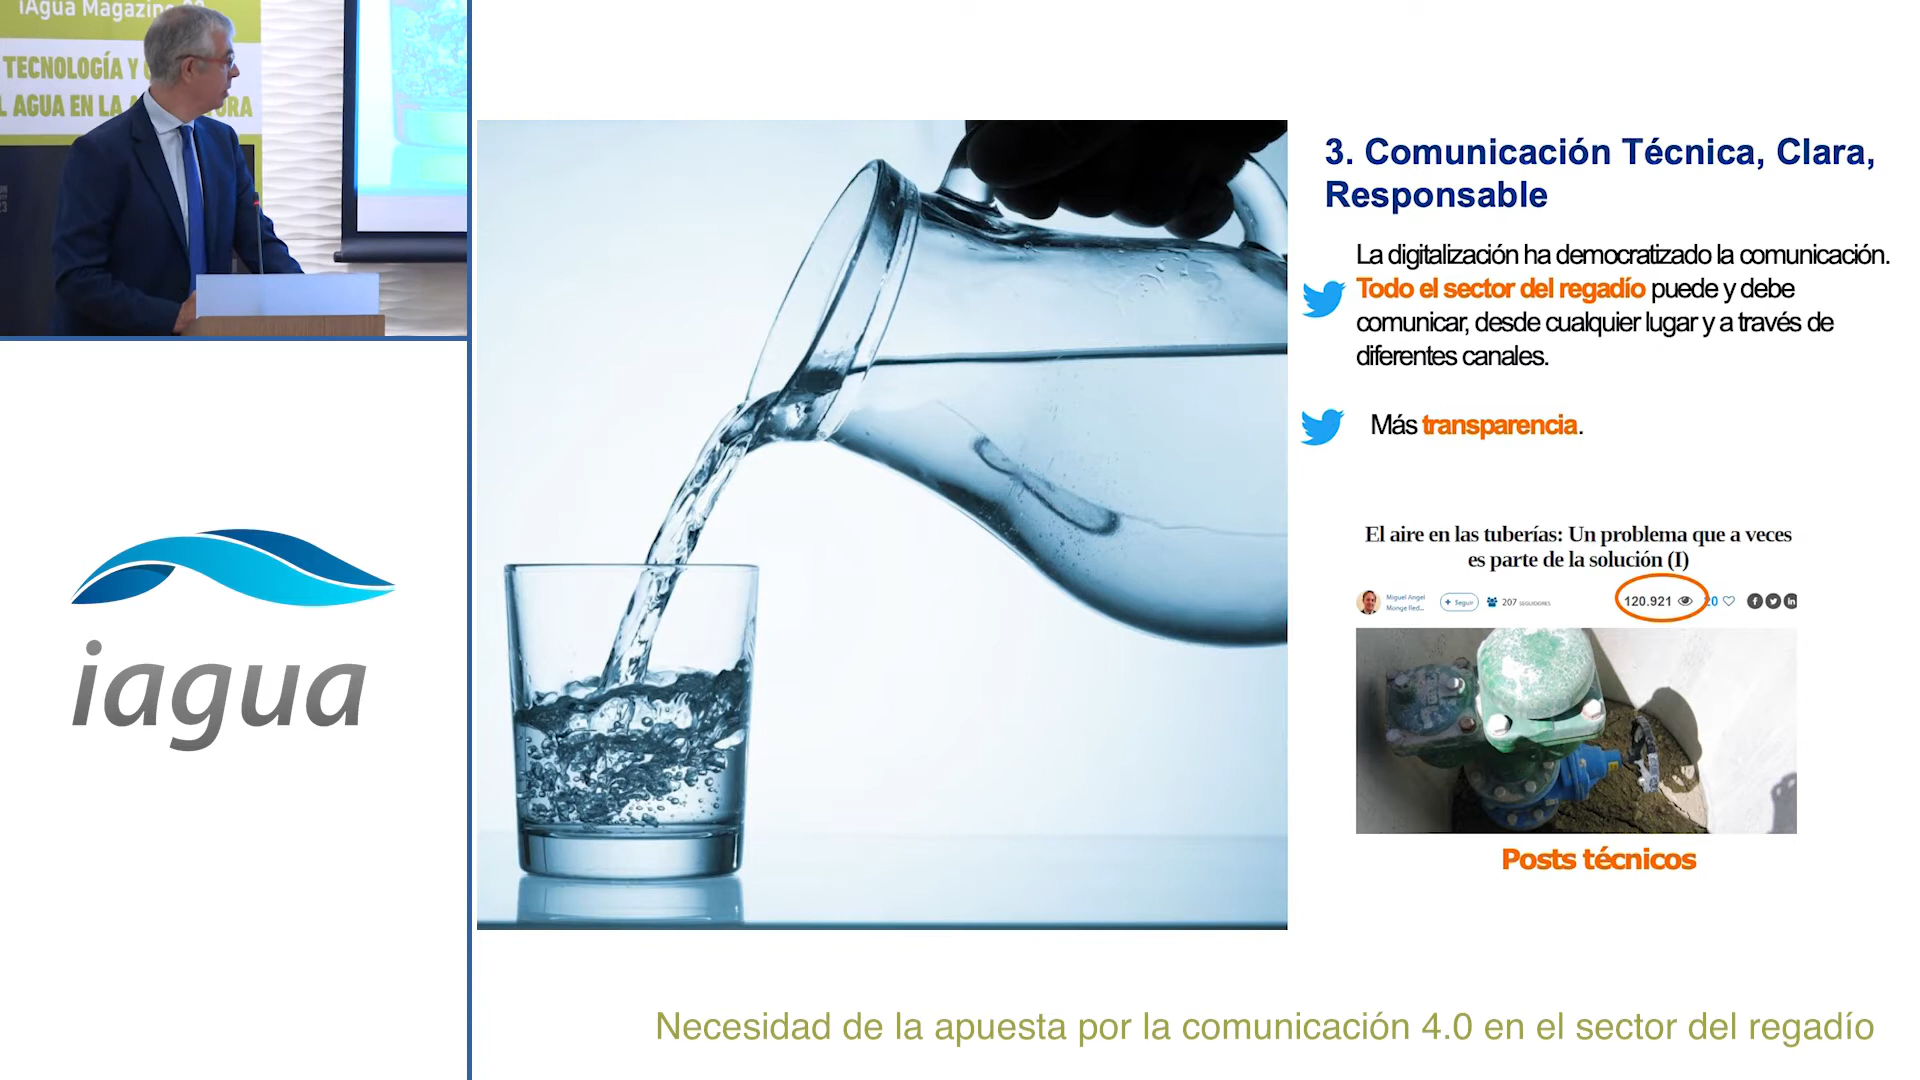 iAgua Magazine
TECNOLOGÍA Y
AGUA EN LA
iagua
3. Comunicación Técnica, Clara,
Responsable
La digitalización ha democratizado la comunicación.
Todo el sector del regadío puede y debe
comunicar, desde cualquier lugar y a través de
diferentes canales.
Más transparencia.
El aire en las tuberías: Un problema que a veces
es parte de la solución (I)
Miguel Angel
Monge Red...
+ Seguir
207 SEGUIDORES
120.921
20
Posts técnicos
Necesidad de la apuesta por la comunicación 4.0 en el sector del regadío